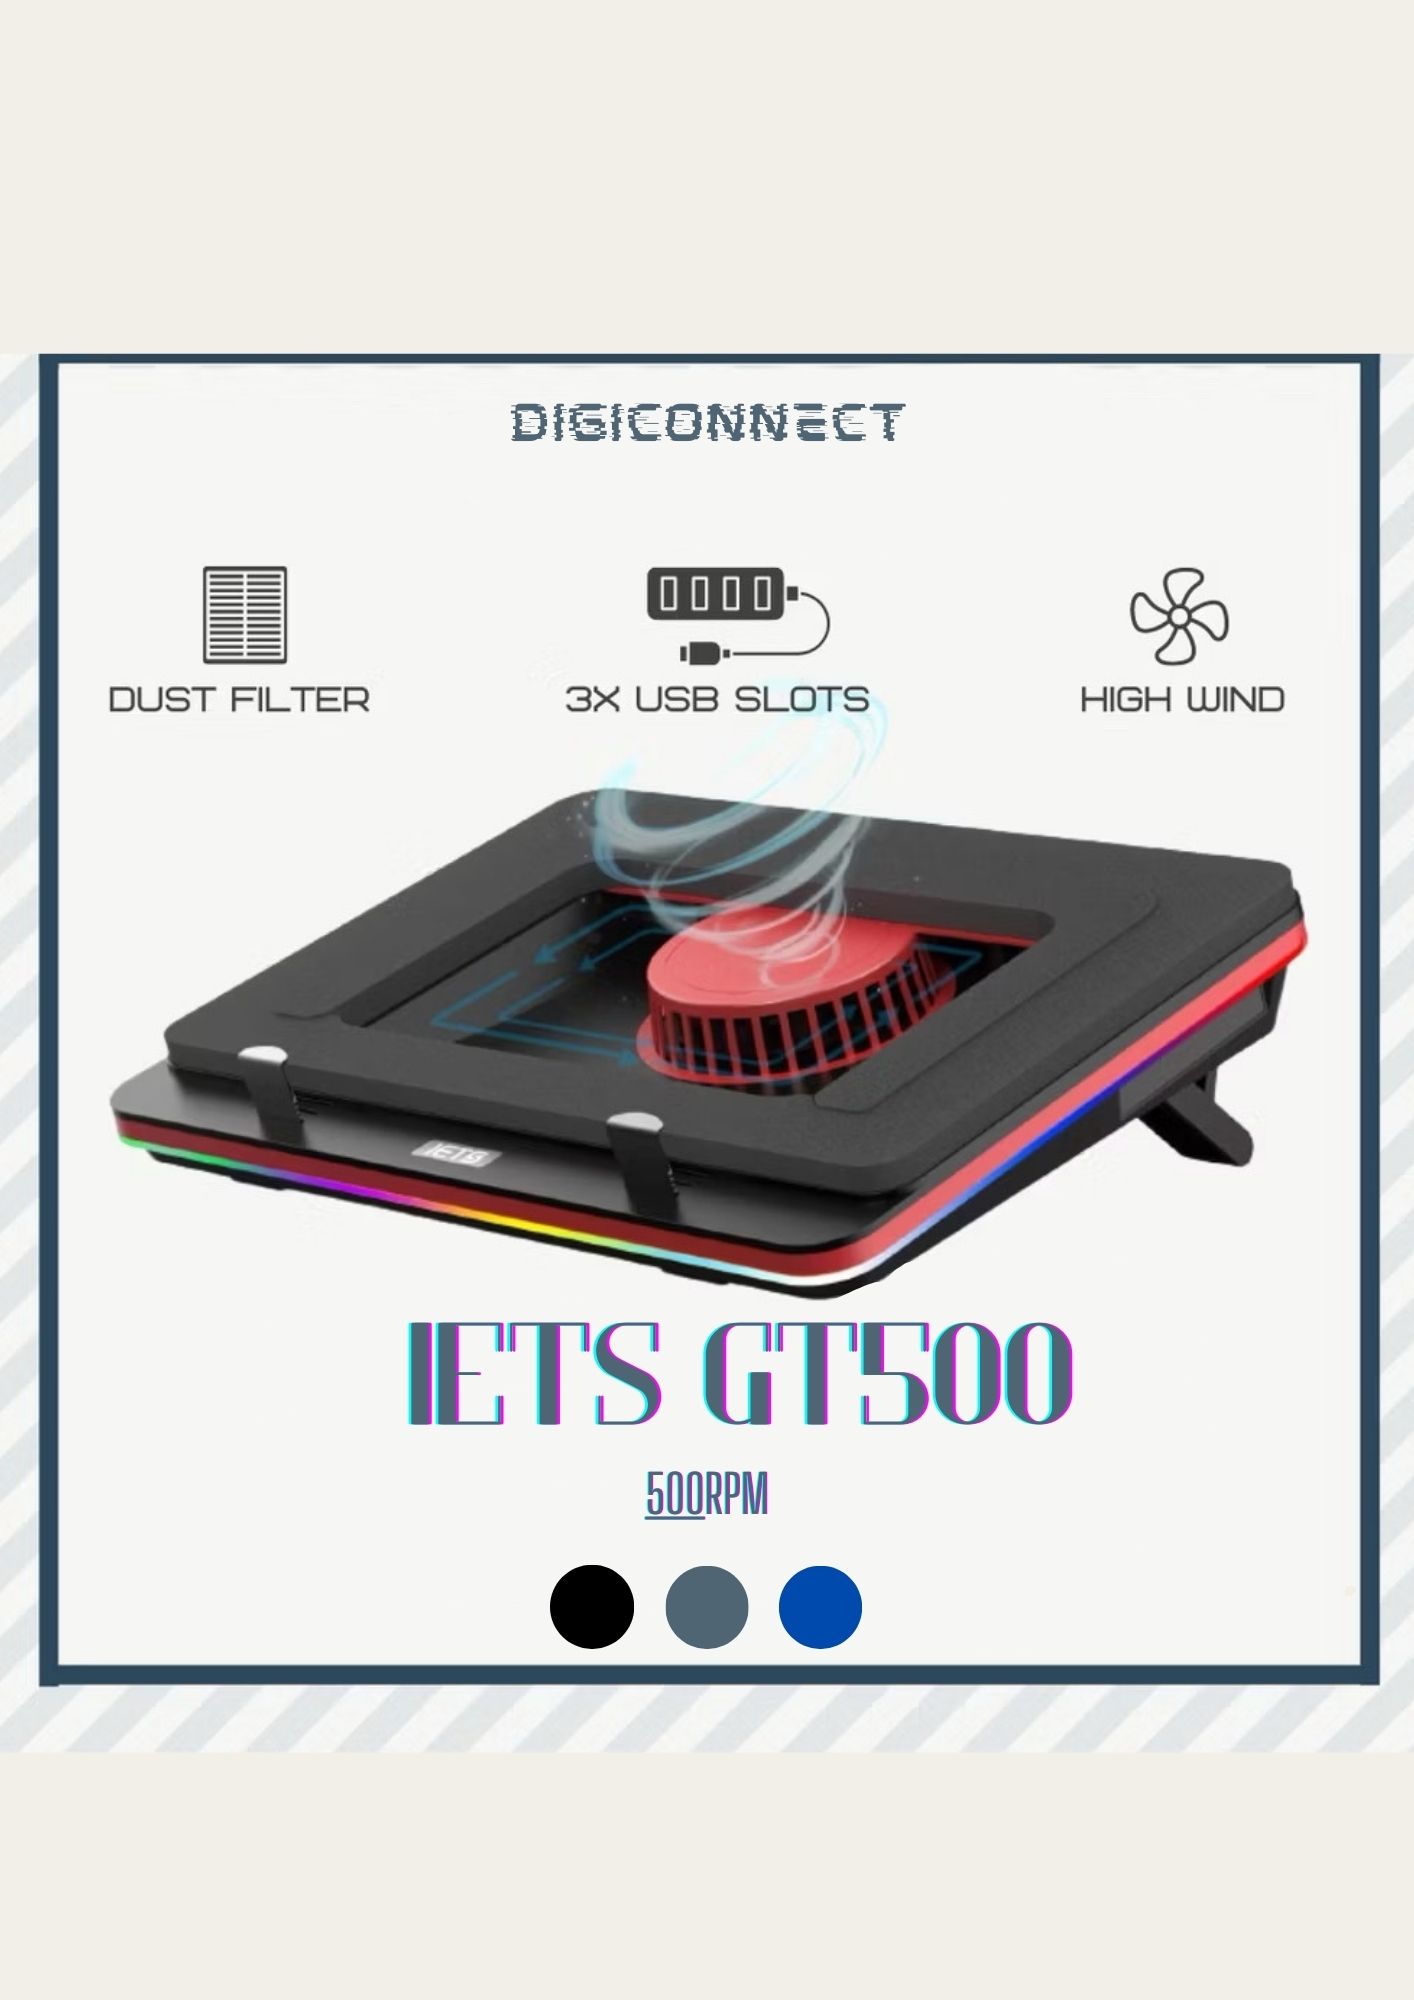 DIGICONNECT
DUST FILTER
3X USB SLOTS
HIGH WIND
IETS
IETS GT500
500RPM